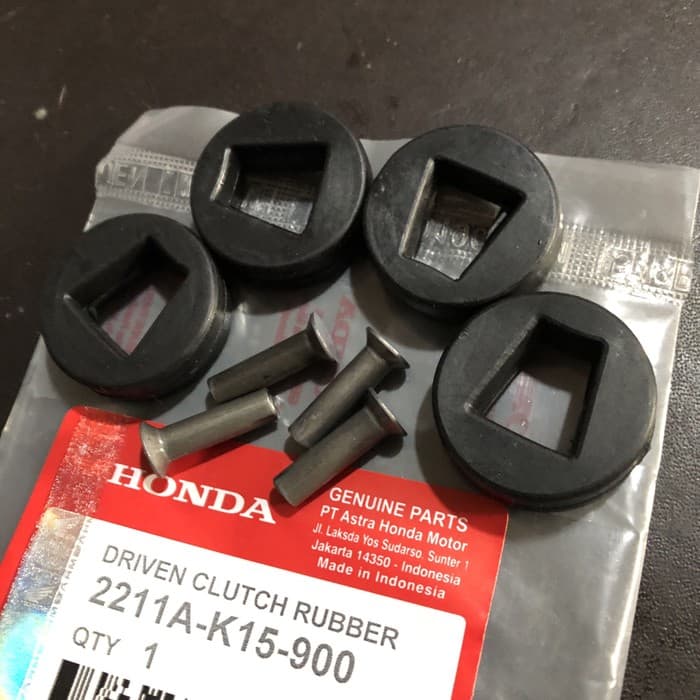 HONDA
GENUINE PARTS
PT Astra Honda Motor
Jl. Laksda Yos Sudarso, Sunter 1
Jakarta 14350 - Indonesia
Made in Indonesia
DRIVEN CLUTCH RUBBER
2211A-K15-900
QTY 1